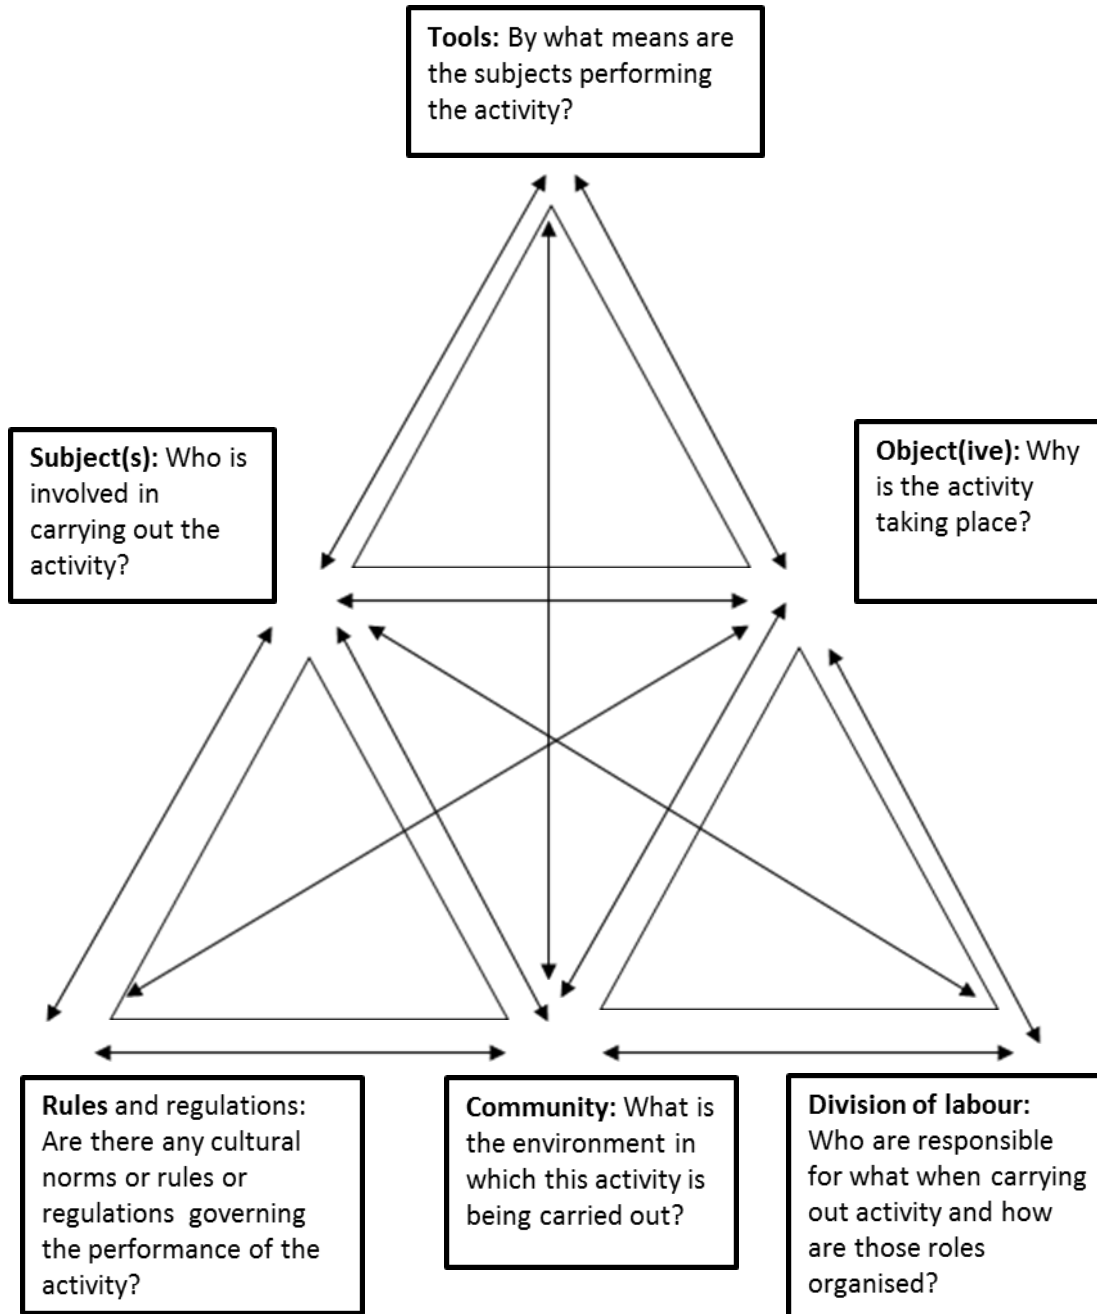 Tools: By what means are
the subjects performing
the activity?
Subject(s): Who is
involved in
carrying out the
activity?
Object(ive): Why
is the activity
taking place?
Rules and regulations:
Are there any cultural
norms or rules or
regulations  governing
the performance of the
activity?
Community: What is
the environment in
which this activity is
being carried out?
Division of labour:
Who are responsible
for what when carrying
out activity and how
are those roles
organised?